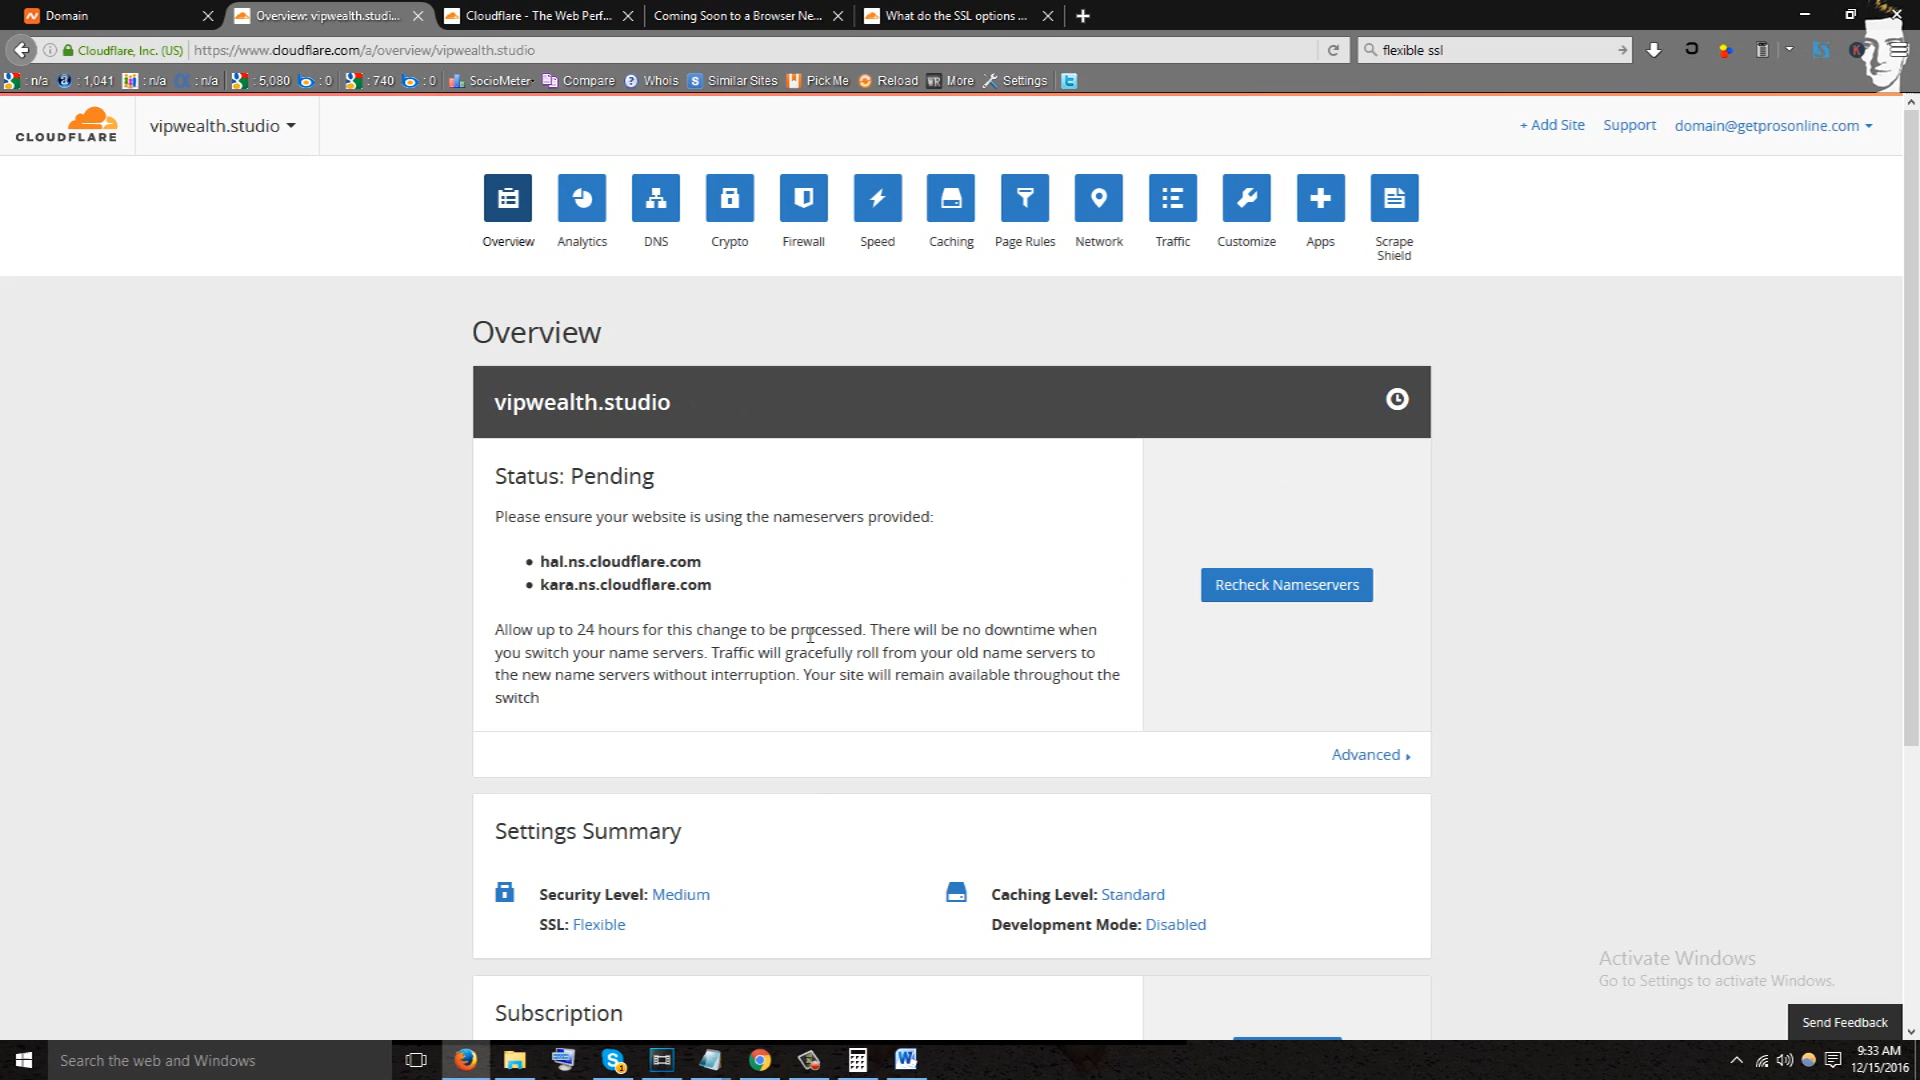 Domain
Overview: vipwealth.studi...
Cloudflare - The Web Perf...
Coming Soon to a Browser Ne...
What do the SSL options ...
Cloudflare, Inc. (US)
https://www.cloudflare.com/a/overview/vipwealth.studio
flexible ssl
: n/a
: 1,041
: n/a
: n/a
: 5,080
: 0
: 740
: 0
SocioMeter
Compare
Whois
Similar Sites
Pick Me
Reload
More
Settings
CLOUDFLARE
vipwealth.studio
+ Add Site
Support
domain@getprosonline.com
Overview
Analytics
DNS
Crypto
Firewall
Speed
Caching
Page Rules
Network
Traffic
Customize
Apps
Scrape
Shield
Overview
vipwealth.studio
Status: Pending
Please ensure your website is using the nameservers provided:
• hal.ns.cloudflare.com
• kara.ns.cloudflare.com
Recheck Nameservers
Allow up to 24 hours for this change to be processed. There will be no downtime when
you switch your name servers. Traffic will gracefully roll from your old name servers to
the new name servers without interruption. Your site will remain available throughout the
switch
Advanced
Settings Summary
Security Level: Medium
SSL: Flexible
Caching Level: Standard
Development Mode: Disabled
Activate Windows
Go to Settings to activate Windows.
Subscription
Send Feedback
Search the web and Windows
9:33 AM
12/15/2016